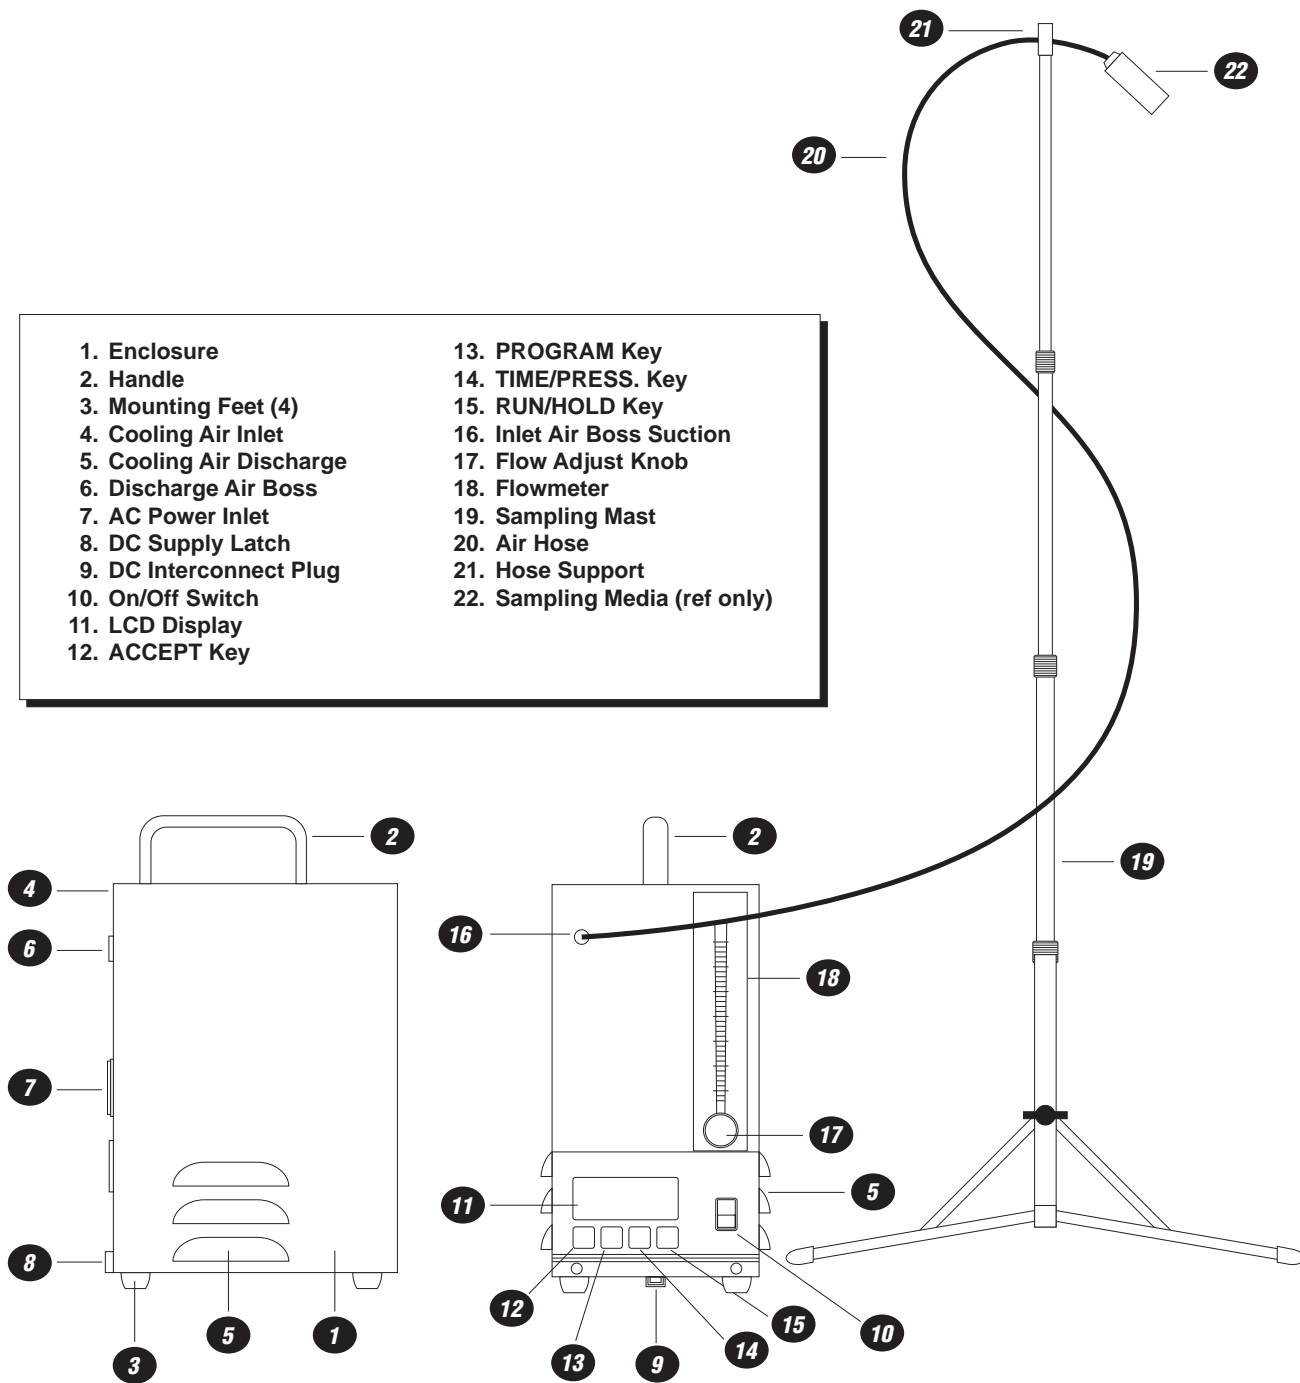 21
22
20
1. Enclosure
2. Handle
3. Mounting Feet (4)
4. Cooling Air Inlet
5. Cooling Air Discharge
6. Discharge Air Boss
7. AC Power Inlet
8. DC Supply Latch
9. DC Interconnect Plug
10. On/Off Switch
11. LCD Display
12. ACCEPT Key
13. PROGRAM Key
14. TIME/PRESS. Key
15. RUN/HOLD Key
16. Inlet Air Boss Suction
17. Flow Adjust Knob
18. Flowmeter
19. Sampling Mast
20. Air Hose
21. Hose Support
22. Sampling Media (ref only)
2
2
4
19
6
16
18
7
17
11
5
8
12
15
10
3
5
1
13
9
14